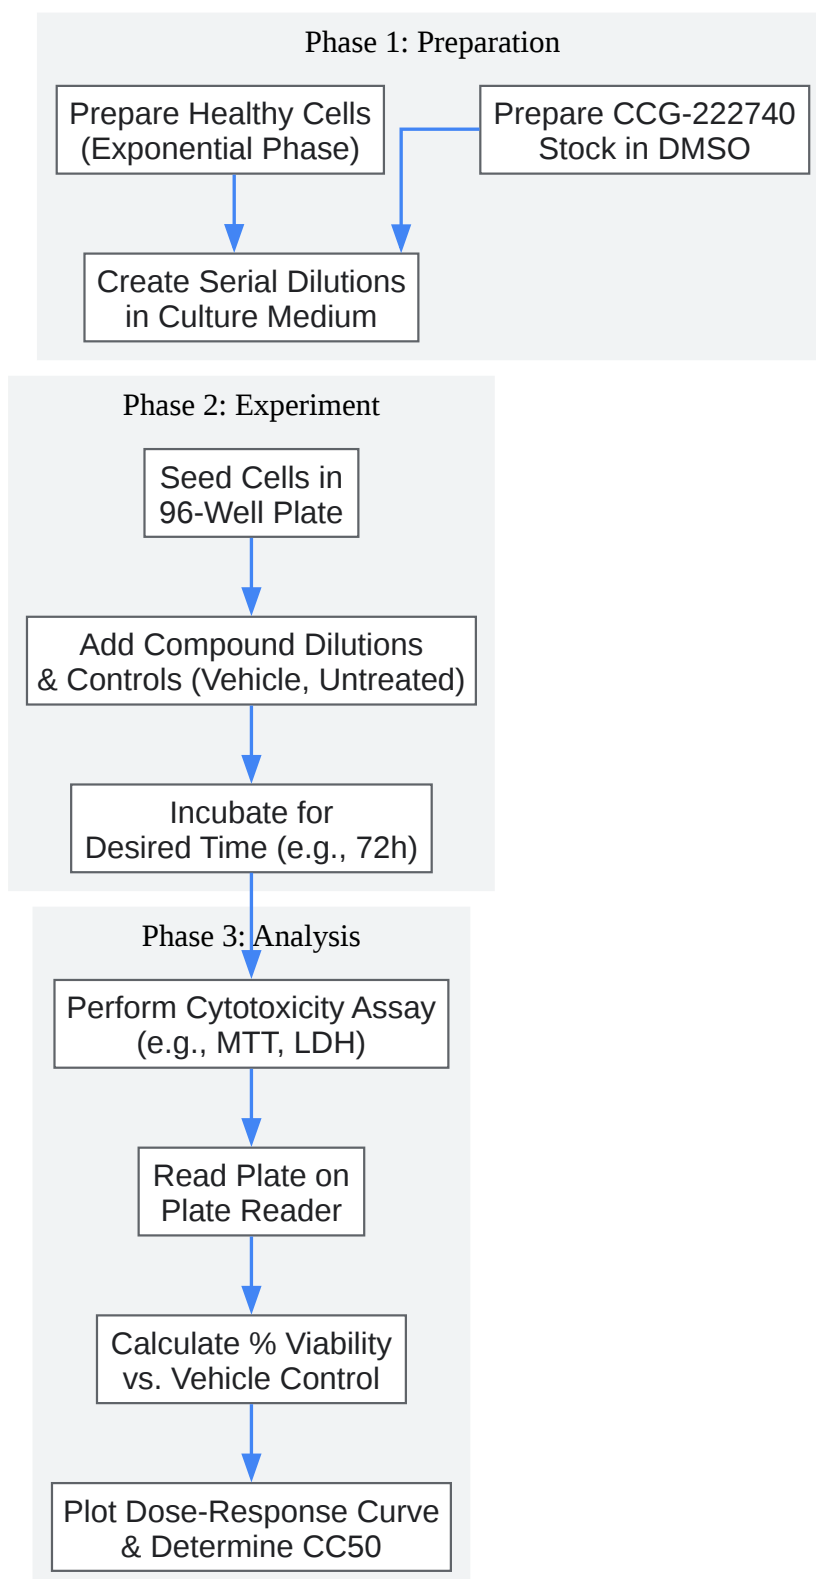 Phase 1: Preparation
Prepare Healthy Cells
(Exponential Phase)
Prepare CCG-222740
Stock in DMSO
Create Serial Dilutions
in Culture Medium
Phase 2: Experiment
Seed Cells in
96-Well Plate
Add Compound Dilutions
& Controls (Vehicle, Untreated)
Incubate for
Desired Time (e.g., 72h)
Phase 3: Analysis
Perform Cytotoxicity Assay
(e.g., MTT, LDH)
Read Plate on
Plate Reader
Calculate % Viability
vs. Vehicle Control
Plot Dose-Response Curve
& Determine CC50